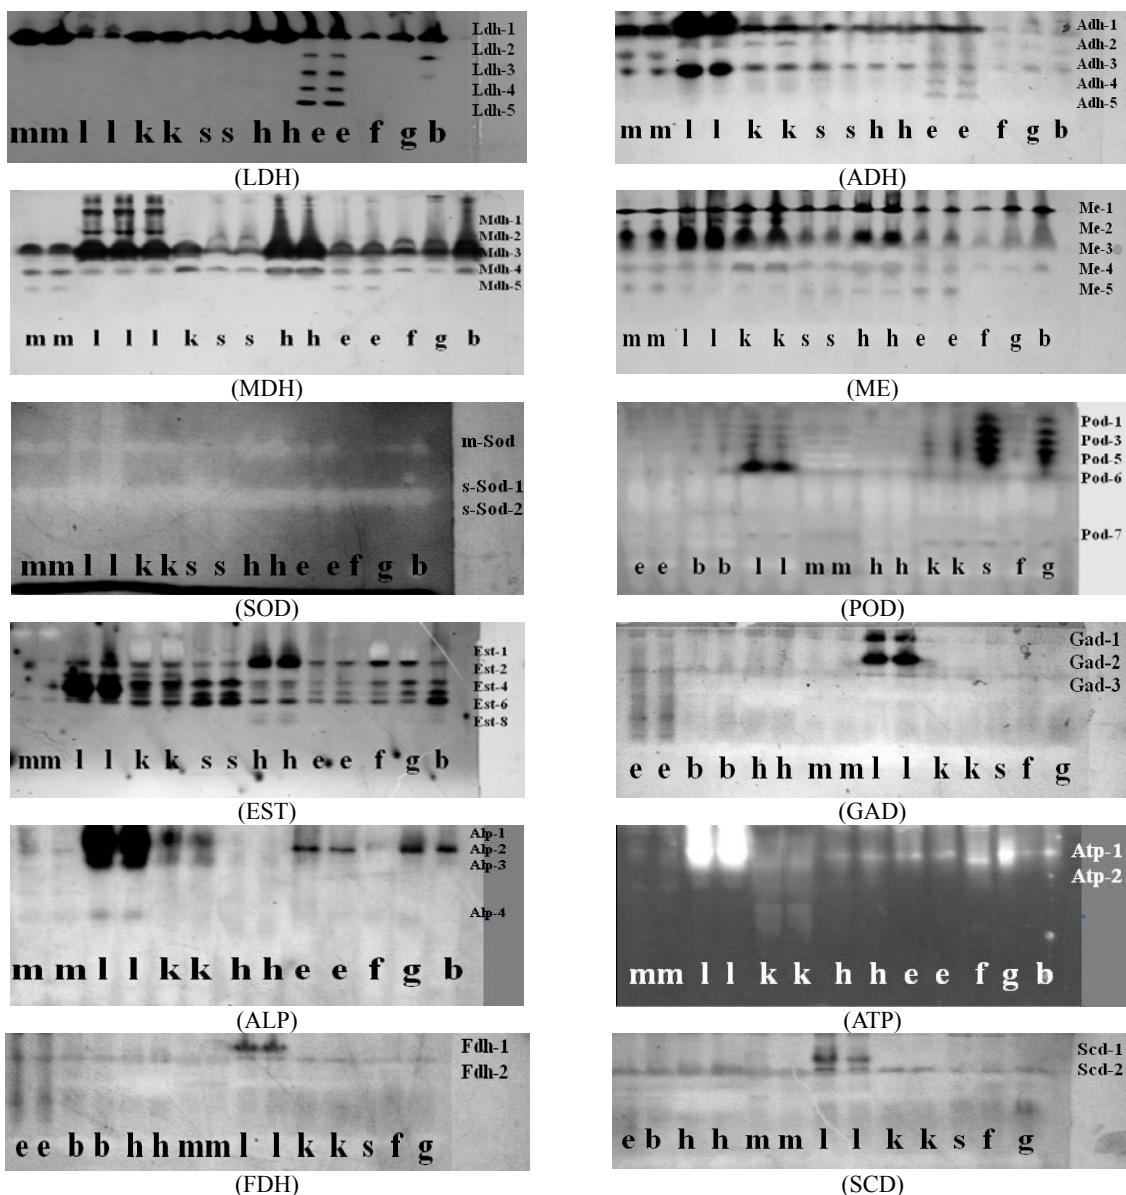 Ldh-1
Ldh-2
Ldh-3
Ldh-4
Ldh-5
m m l l k k s s h h e e f g b
(LDH)
Adh-1
Adh-2
Adh-3
Adh-4
Adh-5
m m l l k k s s h h e e f g b
(ADH)
Mdh-1
Mdh-2
Mdh-3
Mdh-4
Mdh-5
m m l l l k s s h h e e f g b
(MDH)
Me-1
Me-2
Me-3
Me-4
Me-5
m m l l k k s s h h e e f g b
(ME)
m-Sod
s-Sod-1
s-Sod-2
m m l l k k s s h h e e f g b
(SOD)
Pod-1
Pod-3
Pod-5
Pod-6
Pod-7
e e b b l l m m h h k k s f g
(POD)
Est-1
Est-2
Est-4
Est-6
Est-8
m m l l k k s s h h e e f g b
(EST)
Gad-1
Gad-2
Gad-3
e e b b h h m m l l k k s f g
(GAD)
Alp-1
Alp-2
Alp-3
Alp-4
m m l l k k h h e e f g b
(ALP)
Atp-1
Atp-2
m m l l k k h h e e f g b
(ATP)
Fdh-1
Fdh-2
e e b b h h m m l l k k s f g
(FDH)
Scd-1
Scd-2
e b h h m m l l k k s f g
(SCD)